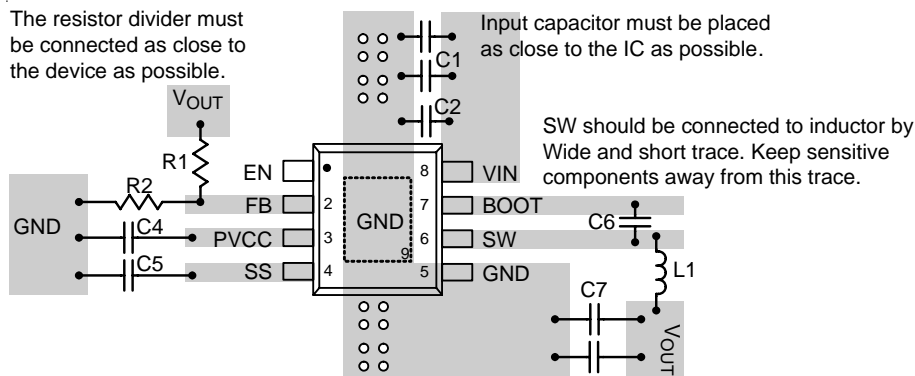 The resistor divider must
be connected as close to
the device as possible.
Input capacitor must be placed
as close to the IC as possible.
C1
C2
VOUT
SW should be connected to inductor by
Wide and short trace. Keep sensitive
components away from this trace.
R1
EN
8
VIN
R2
FB
2
7
BOOT
GND
GND
C4
PVCC
3
6
SW
C6
9
C5
SS
4
5
GND
L1
C7
VOUT